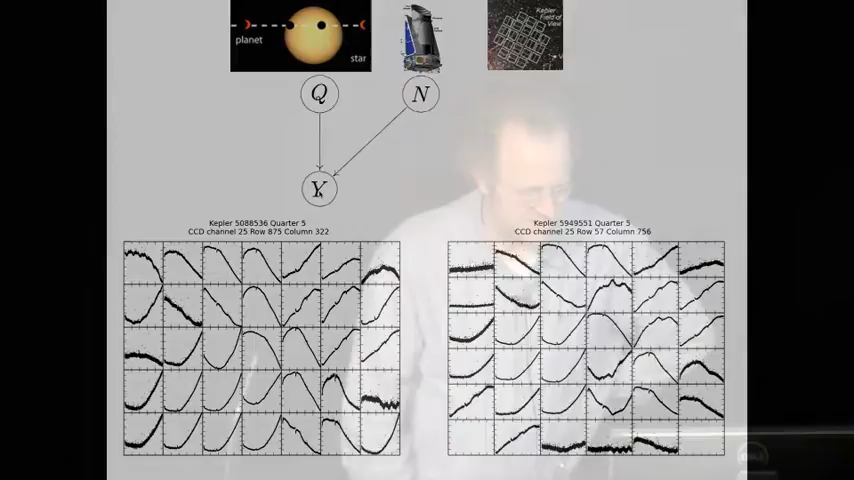 planet
star
Kepler
Field of
View
Q
N
Y
Kepler 5088536 Quarter 5
CCD channel 25 Row 875 Column 322
Kepler 5949551 Quarter 5
CCD channel 25 Row 57 Column 756
DELL